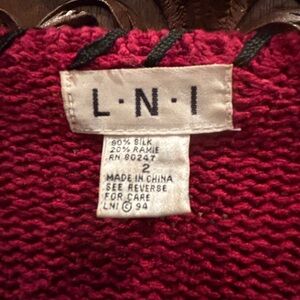 L·N·I
80% SILK
20% RAMIE
RN 80247
2
MADE IN CHINA
SEE REVERSE
FOR CARE
LNI © 94